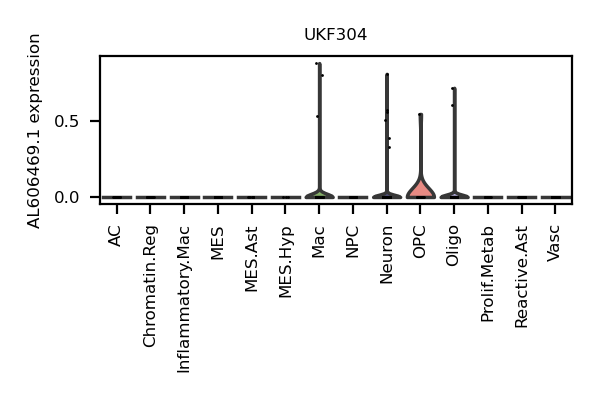 UKF304
AL606469.1 expression
0.5
0.0
AC
Chromatin.Reg
Inflammatory.Mac
MES
MES.Ast
MES.Hyp
Mac
NPC
Neuron
OPC
Oligo
Prolif.Metab
Reactive.Ast
Vasc